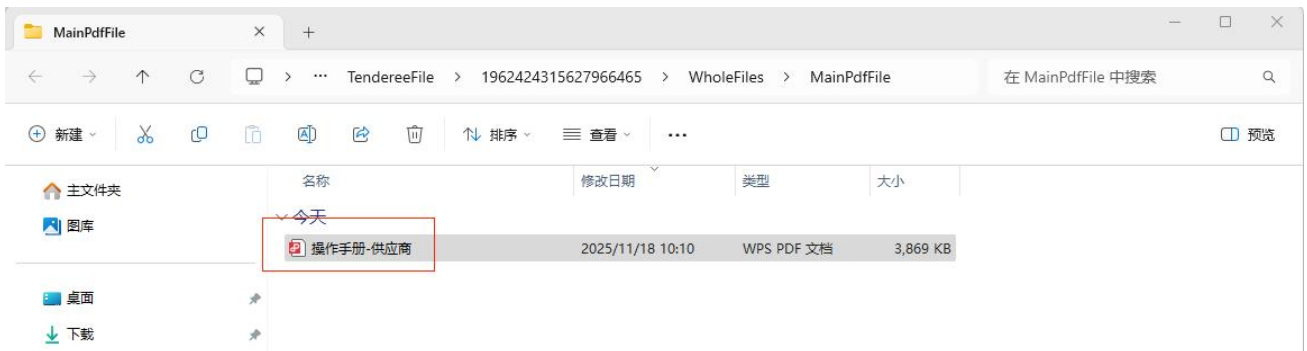 MainPdfFile
··· TendereeFile > 1962424315627966465 > WholeFiles > MainPdfFile 在 MainPdfFile 中搜索
新建 排序 查看 ··· 预览
主文件夹 名称 修改日期 类型 大小
图库 今天
操作手册-供应商 2025/11/18 10:10 WPS PDF 文档 3,869 KB
桌面
下载